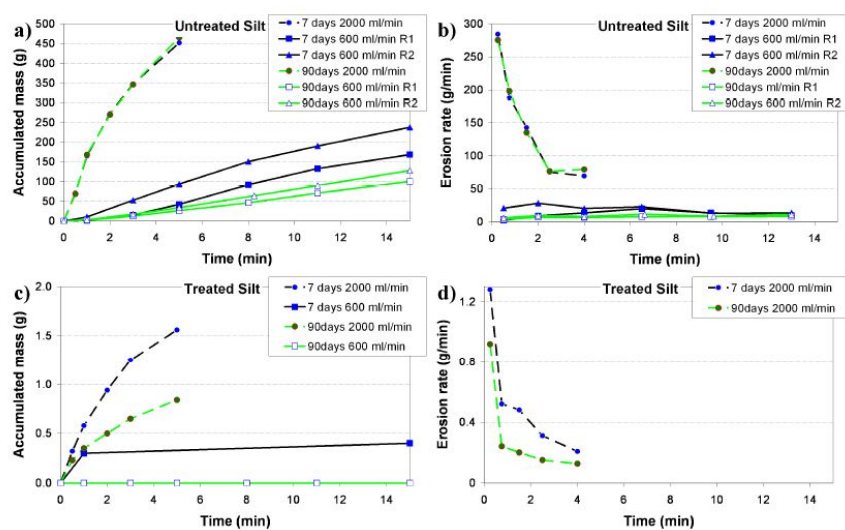 a)
Untreated Silt
7 days 2000 ml/min
7 days 600 ml/min R1
7 days 600 ml/min R2
90days 2000 ml/min
90days 600 ml/min R1
90days 600 ml/min R2
Accumulated mass (g)
500
450
400
350
300
250
200
150
100
50
0
0 2 4 6 8 10 12 14
Time (min)
b)
Untreated Silt
7 days 2000 ml/min
7 days 600 ml/min R1
7 days 600 ml/min R2
90days 2000 ml/min
90days ml/min R1
90days 600 ml/min R2
Erosion rate (g/min)
300
250
200
150
100
50
0
0 2 4 6 8 10 12 14
Time (min)
c)
Treated Silt
7 days 2000 ml/min
7 days 600 ml/min
90days 2000 ml/min
90days 600 ml/min
Accumulated mass (g)
2.0
1.5
1.0
0.5
0.0
0 2 4 6 8 10 12 14
Time (min)
d)
Treated Silt
7 days 2000 ml/min
90days 2000 ml/min
Erosion rate (g/min)
1.2
0.8
0.4
0
0 2 4 6 8 10 12 14
Time (min)